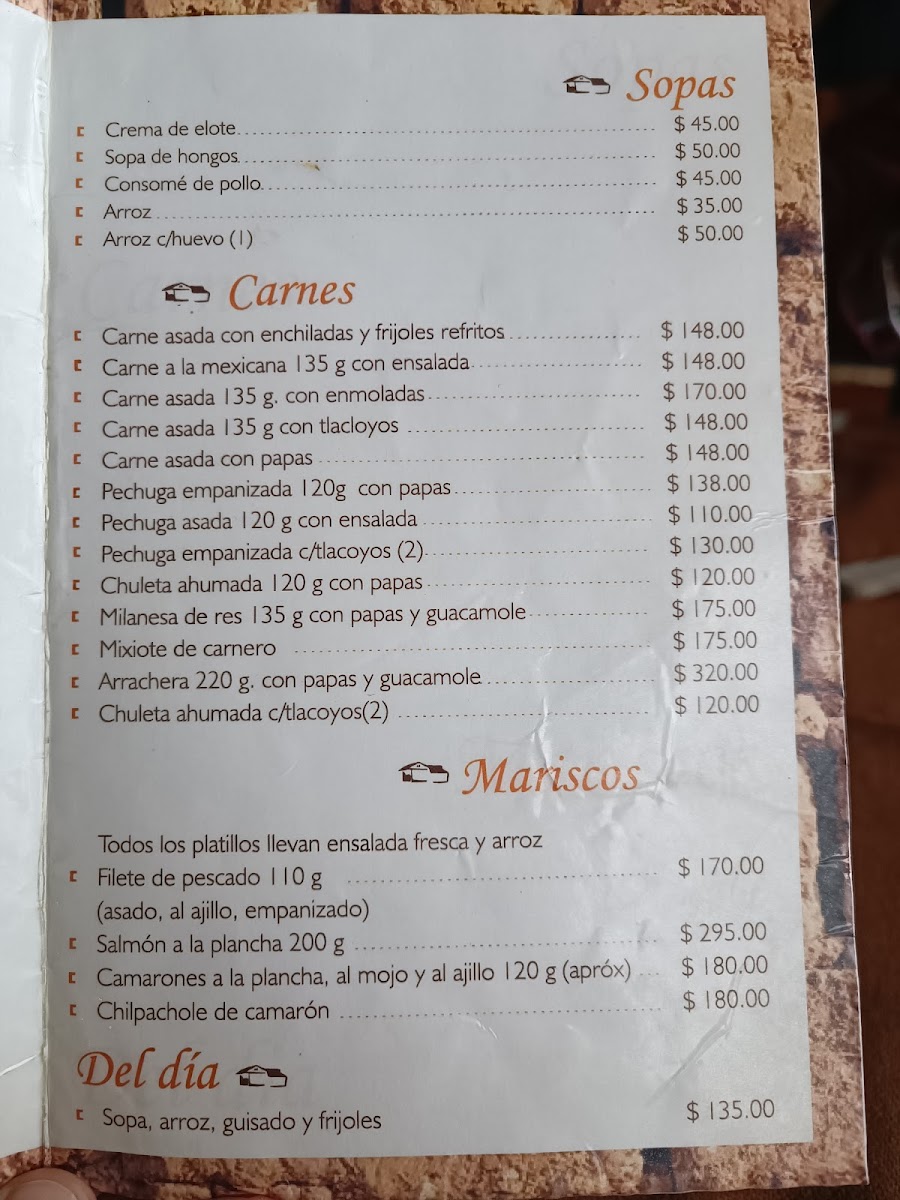 Sopas
Crema de elote $ 45.00
Sopa de hongos $ 50.00
Consomé de pollo $ 45.00
Arroz $ 35.00
Arroz c/huevo (1) $ 50.00
Carnes
Carne asada con enchiladas y frijoles refritos $ 148.00
Carne a la mexicana 135 g con ensalada $ 148.00
Carne asada 135 g. con enmoladas $ 170.00
Carne asada 135 g con tlacloyos $ 148.00
Carne asada con papas $ 148.00
Pechuga empanizada 120g con papas $ 138.00
Pechuga asada 120 g con ensalada $ 110.00
Pechuga empanizada c/tlacoyos (2) $ 130.00
Chuleta ahumada 120 g con papas $ 120.00
Milanesa de res 135 g con papas y guacamole $ 175.00
Mixiote de carnero $ 175.00
Arrachera 220 g. con papas y guacamole $ 320.00
Chuleta ahumada c/tlacoyos(2) $ 120.00
Mariscos
Todos los platillos llevan ensalada fresca y arroz
Filete de pescado 110 g $ 170.00
(asado, al ajillo, empanizado)
Salmón a la plancha 200 g $ 295.00
Camarones a la plancha, al mojo y al ajillo 120 g (apróx) $ 180.00
Chilpachole de camarón $ 180.00
Del día
Sopa, arroz, guisado y frijoles $ 135.00